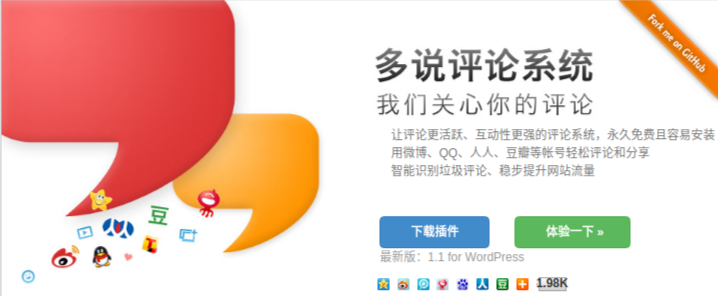 Fork me on GitHub
多说评论系统
我们关心你的评论
让评论更活跃、互动性更强的评论系统，永久免费且容易安装
用微博、QQ、人人、豆瓣等帐号轻松评论和分享
智能识别垃圾评论、稳步提升网站流量
豆
下载插件
体验一下 »
最新版：1.1 for WordPress
人 豆 1.98K